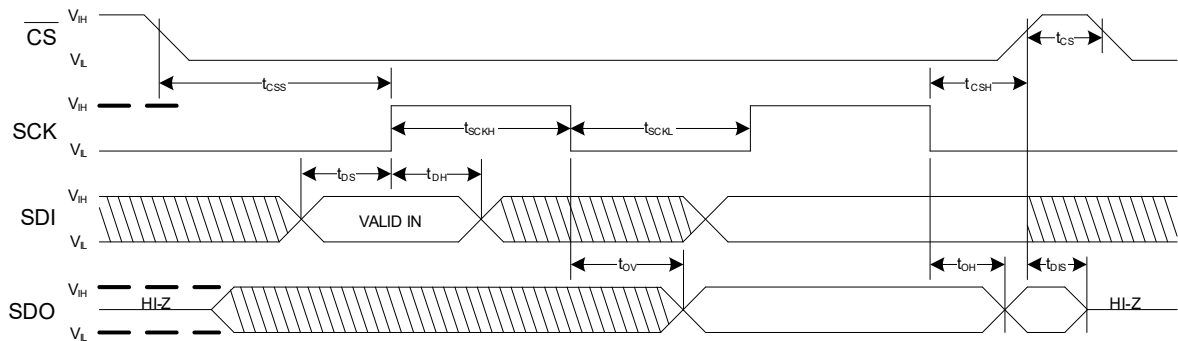 V_IH
CS
V_IL
t_CS
t_CSS
t_CSH
V_IH
SCK
V_IL
t_SCKH
t_SCKL
t_DS
t_DH
V_IH
SDI
V_IL
VALID IN
t_OV
t_OH
t_DIS
V_IH
HI-Z
HI-Z
SDO
V_IL